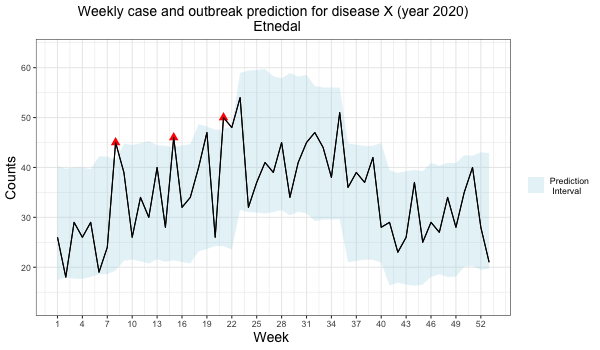 Weekly case and outbreak prediction for disease X (year 2020)
Etnedal
Counts
60
50
40
30
20
1 4 7 10 13 16 19 22 25 28 31 34 37 40 43 46 49 52
Week
Prediction
Interval